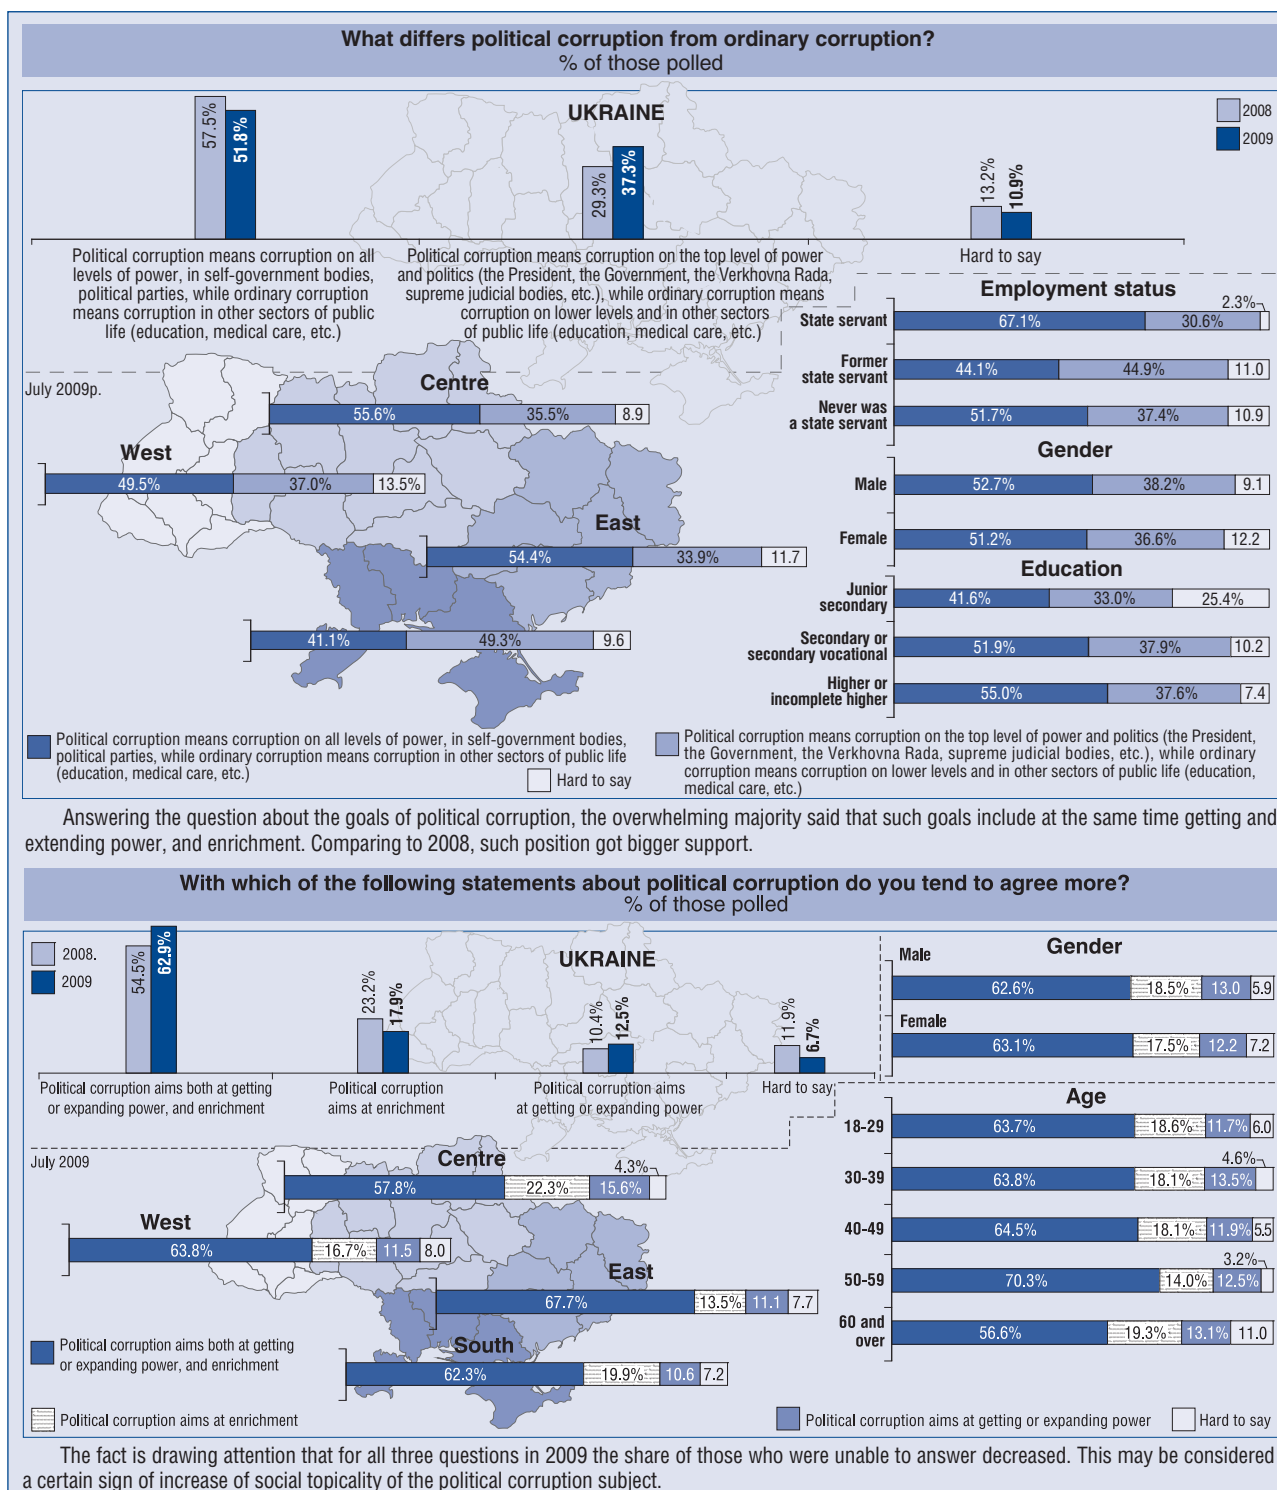 What differs political corruption from ordinary corruption?
% of those polled
UKRAINE
2008
2009
57.5%
51.8%
29.3%
37.3%
13.2%
10.9%
Political corruption means corruption on all
levels of power, in self-government bodies,
political parties, while ordinary corruption
means corruption in other sectors of public
life (education, medical care, etc.)
Political corruption means corruption on the top level of power
and politics (the President, the Government, the Verkhovna Rada,
supreme judicial bodies, etc.), while ordinary corruption means
corruption on lower levels and in other sectors
of public life (education, medical care, etc.)
Hard to say
Employment status
State servant
67.1%
30.6%
2.3%
Former
state servant
44.1%
44.9%
11.0
Never was
a state servant
51.7%
37.4%
10.9
Gender
Male
52.7%
38.2%
9.1
Female
51.2%
36.6%
12.2
Education
Junior
secondary
41.6%
33.0%
25.4%
Secondary or
secondary vocational
51.9%
37.9%
10.2
Higher or
incomplete higher
55.0%
37.6%
7.4
July 2009p.
Centre
55.6%
35.5%
8.9
West
49.5%
37.0%
13.5%
East
54.4%
33.9%
11.7
41.1%
49.3%
9.6
Political corruption means corruption on all levels of power, in self-government bodies,
political parties, while ordinary corruption means corruption in other sectors of public life
(education, medical care, etc.)
Hard to say
Political corruption means corruption on the top level of power and politics (the President,
the Government, the Verkhovna Rada, supreme judicial bodies, etc.), while ordinary
corruption means corruption on lower levels and in other sectors of public life (education,
medical care, etc.)
Answering the question about the goals of political corruption, the overwhelming majority said that such goals include at the same time getting and
extending power, and enrichment. Comparing to 2008, such position got bigger support.
With which of the following statements about political corruption do you tend to agree more?
% of those polled
2008.
2009
UKRAINE
54.5%
62.9%
23.2%
17.9%
10.4%
12.5%
11.9%
6.7%
Political corruption aims both at getting
or expanding power, and enrichment
Political corruption
aims at enrichment
Political corruption aims
at getting or expanding power
Hard to say
Gender
Male
62.6%
18.5%
13.0
5.9
Female
63.1%
17.5%
12.2
7.2
Age
18-29
63.7%
18.6%
11.7%
6.0
30-39
63.8%
18.1%
13.5%
4.6%
40-49
64.5%
18.1%
11.9%
5.5
50-59
70.3%
14.0%
12.5%
3.2%
60 and
over
56.6%
19.3%
13.1%
11.0
July 2009
Centre
57.8%
22.3%
15.6%
4.3%
West
63.8%
16.7%
11.5
8.0
East
67.7%
13.5%
11.1
7.7
South
62.3%
19.9%
10.6
7.2
Political corruption aims both at getting
or expanding power, and enrichment
Political corruption aims at enrichment
Political corruption aims at getting or expanding power
Hard to say
The fact is drawing attention that for all three questions in 2009 the share of those who were unable to answer decreased. This may be considered
a certain sign of increase of social topicality of the political corruption subject.